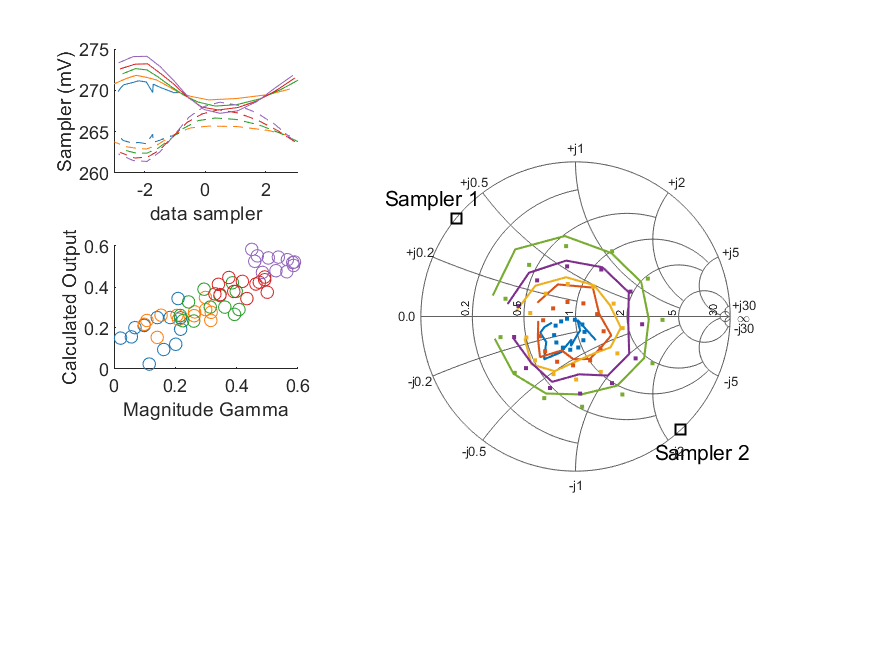 275
270
265
260
Sampler (mV)
-2
0
2
data sampler
0.6
0.4
0.2
0
Calculated Output
0
0.2
0.4
0.6
Magnitude Gamma
+j1
+j0.5
+j2
Sampler 1
+j0.2
+j5
0.0
0.2
0.5
1
2
5
30
+j30
∞
-j30
-j0.2
-j5
-j0.5
-j2
Sampler 2
-j1